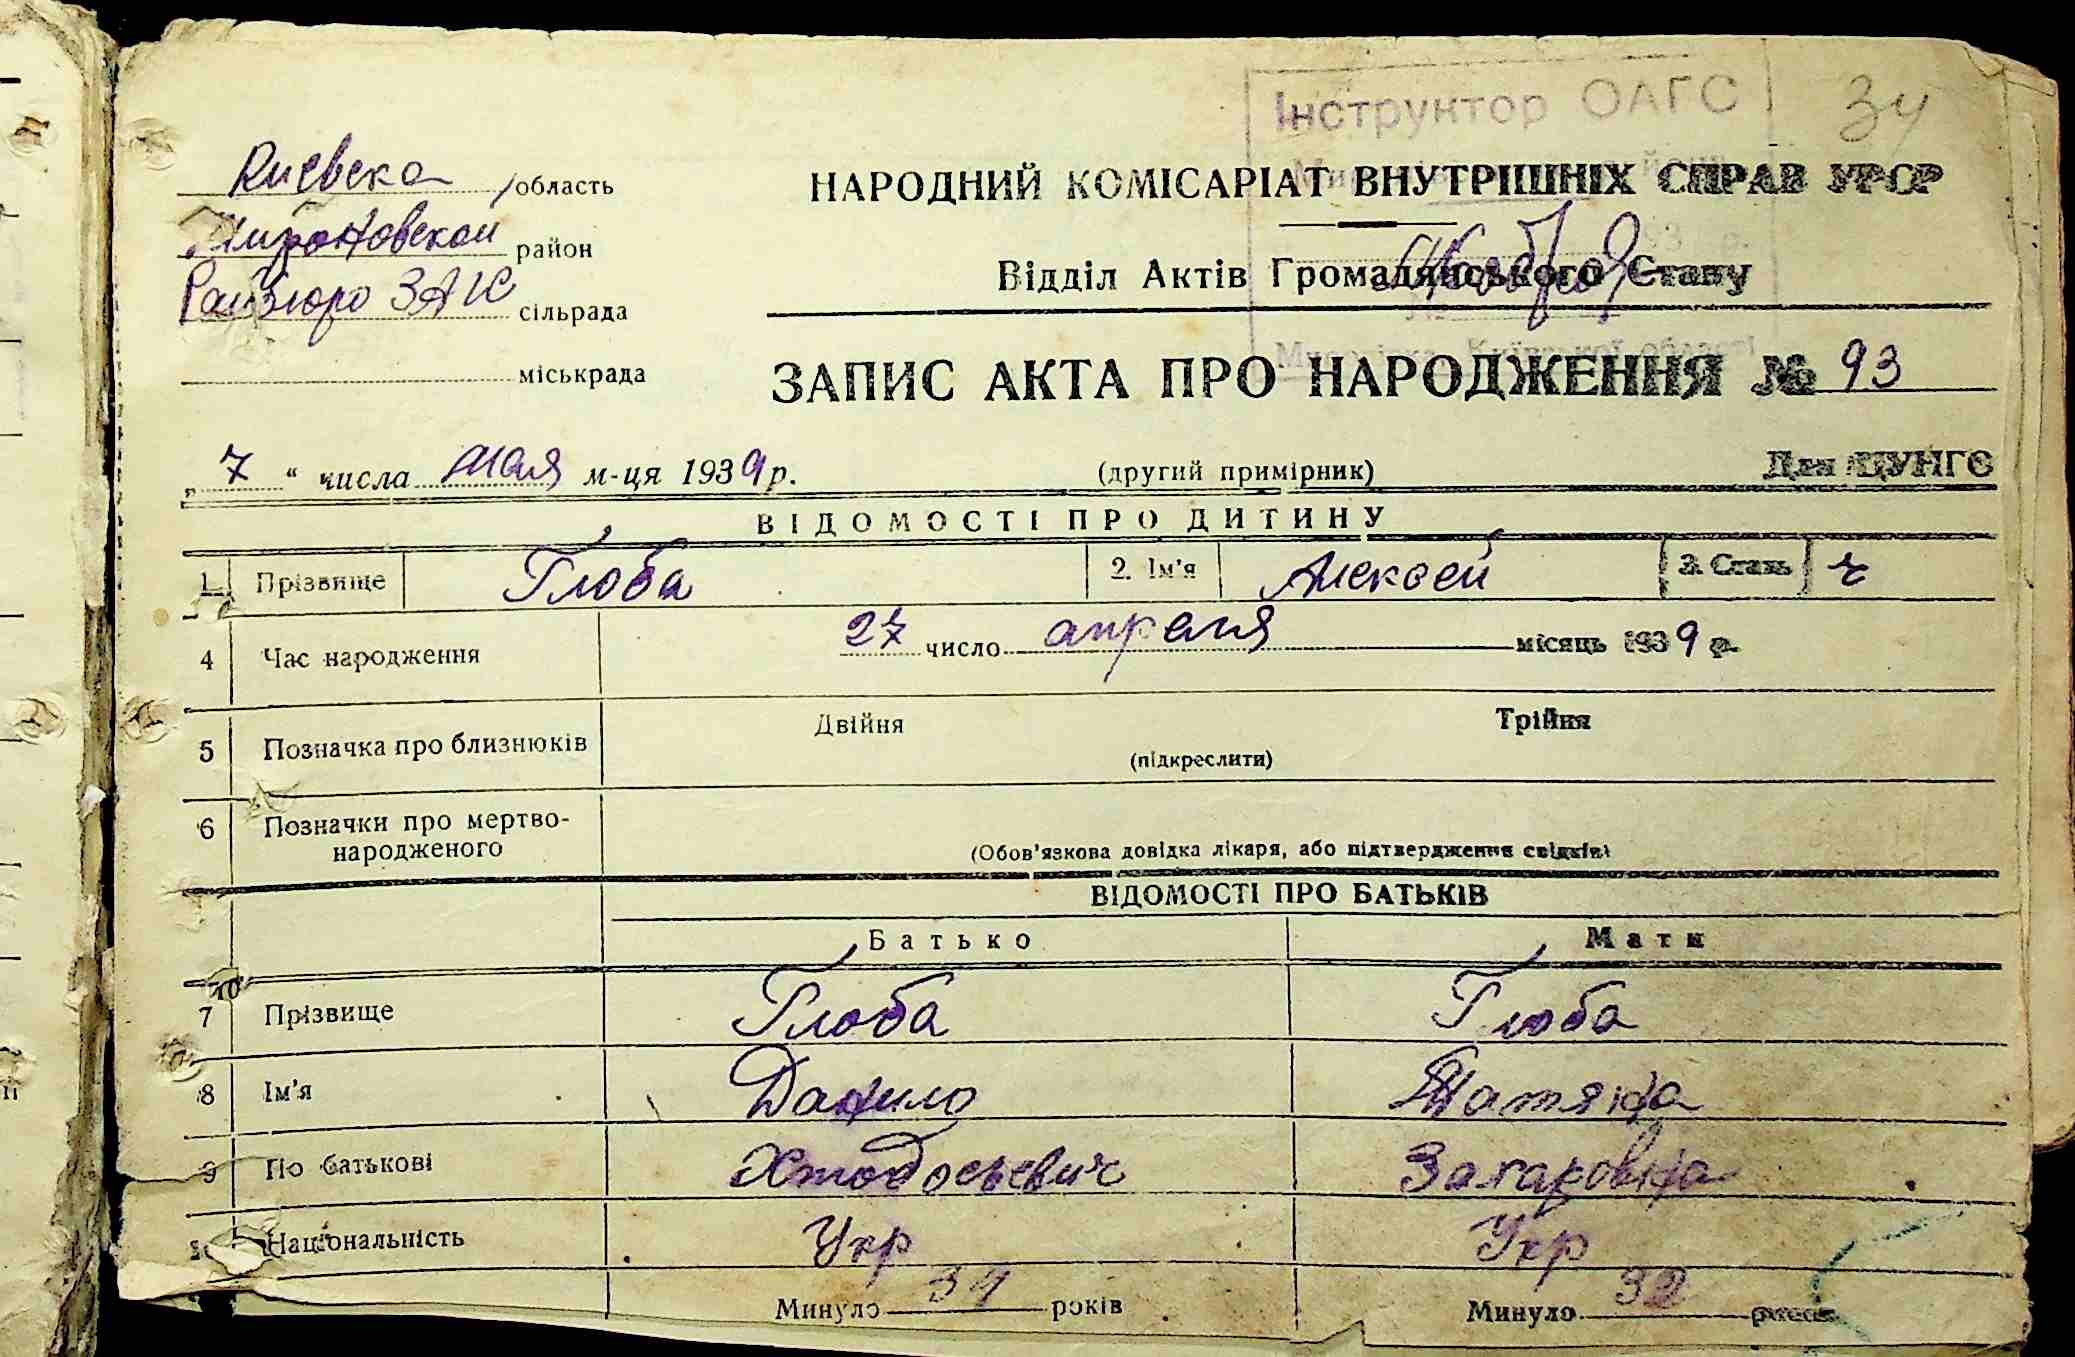 Інструктор ОАГС
34
Киевска область
НАРОДНИЙ КОМІСАРІАТ ВНУТРІШНІХ СПРАВ УРСР
Мироновской район
Відділ Актів Громадянського Стану
Райбюро ЗАГС сільрада
міськрада
ЗАПИС АКТА ПРО НАРОДЖЕННЯ № 93
„ 7 “ числа мая м-ця 1939 р.
(другий примірник)
Для ЦУНГО
ВІДОМОСТІ ПРО ДИТИНУ
1 Прізвище Глоба 2. Ім'я Алексей 3. Стать ч
4 Час народження 27 число апреля місяць 1939 р.
5 Позначка про близнюків Двійня Трійня
(підкреслити)
6 Позначки про мертво-
народженого
(Обов'язкова довідка лікаря, або підтвердження свідків)
ВІДОМОСТІ ПРО БАТЬКІВ
Батько Мати
7 Прізвище Глоба Глоба
8 Ім'я Данило Татяна
9 По батькові Захаровна
Національність Укр Укр
Минуло 34 років Минуло 32 років